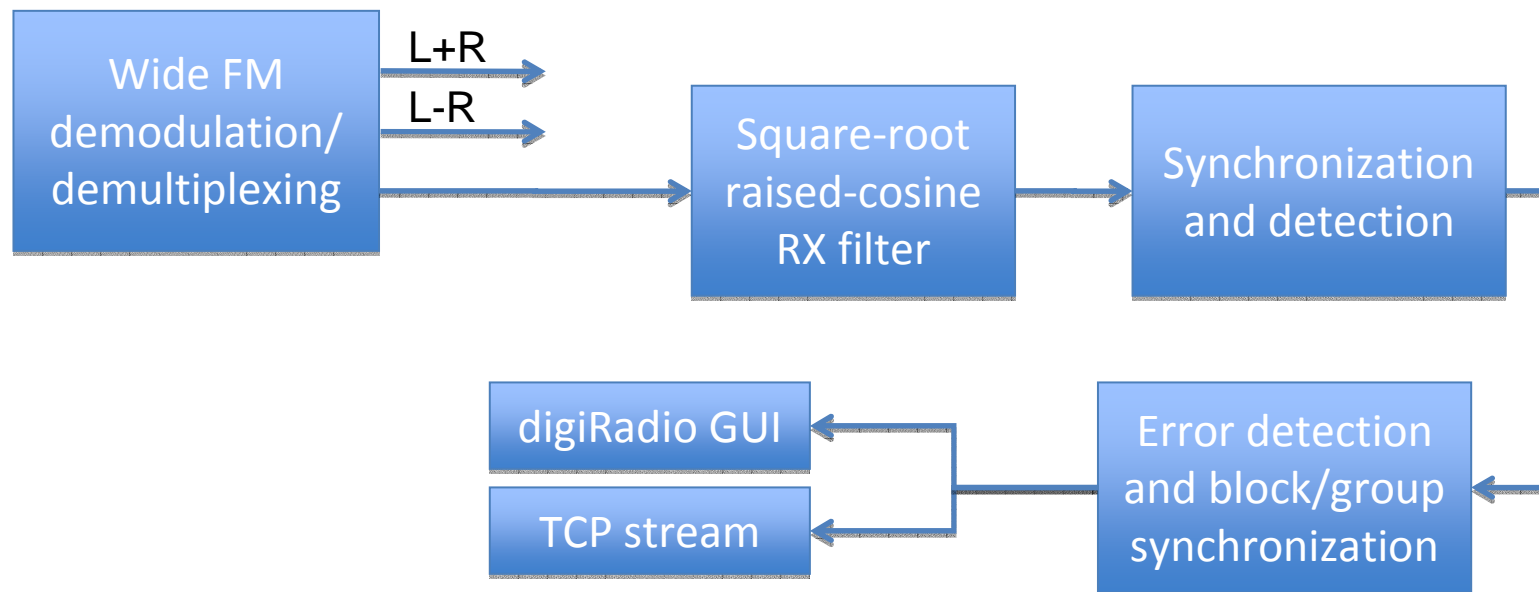 Wide FM
demodulation/
demultiplexing
L+R
L-R
Square-root
raised-cosine
RX filter
Synchronization
and detection
digiRadio GUI
TCP stream
Error detection
and block/group
synchronization